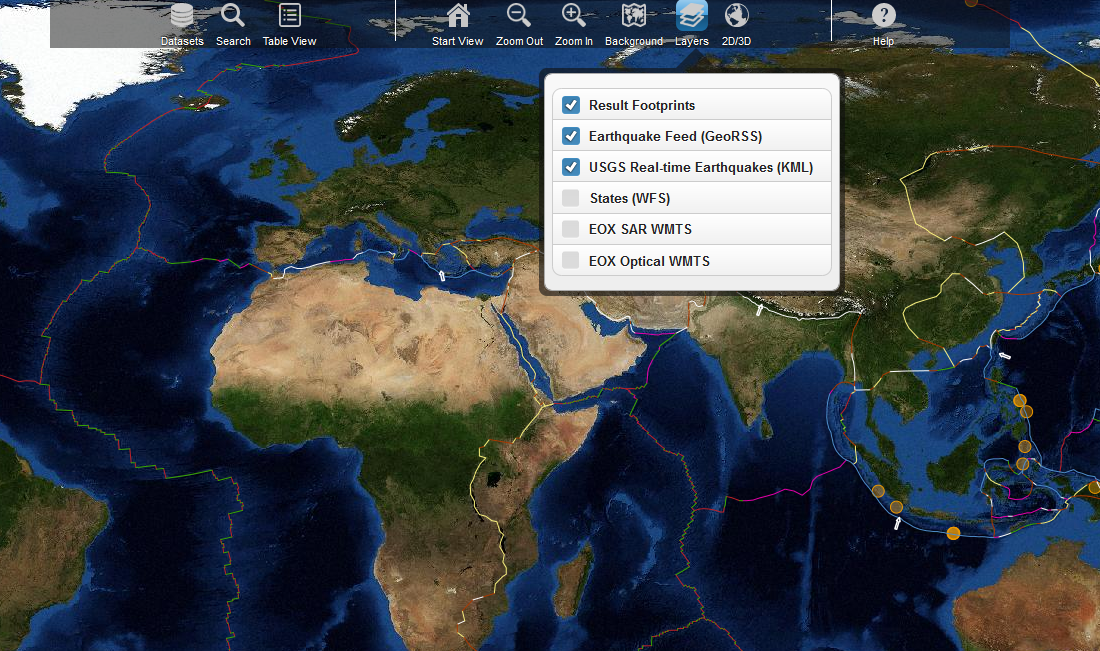 Datasets Search Table View Start View Zoom Out Zoom In Background Layers 2D/3D Help
Result Footprints
Earthquake Feed (GeoRSS)
USGS Real-time Earthquakes (KML)
States (WFS)
EOX SAR WMTS
EOX Optical WMTS